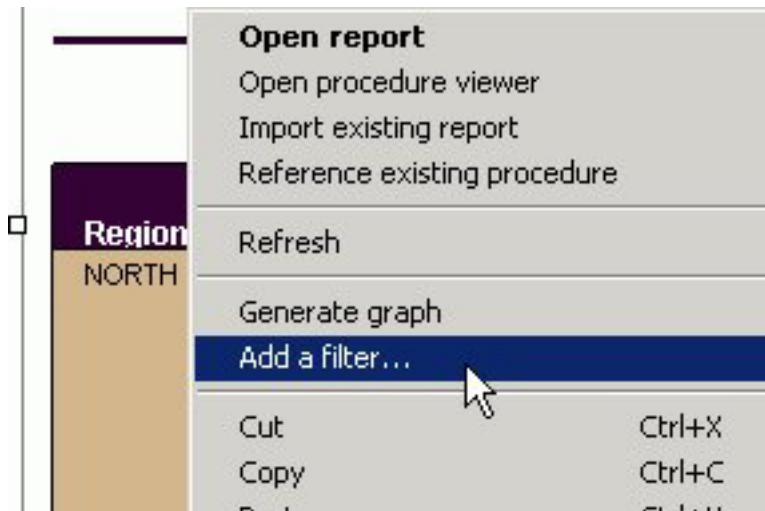 Open report
Open procedure viewer
Import existing report
Reference existing procedure
Region
Refresh
NORTH
Generate graph
Add a filter...
Cut Ctrl+X
Copy Ctrl+C